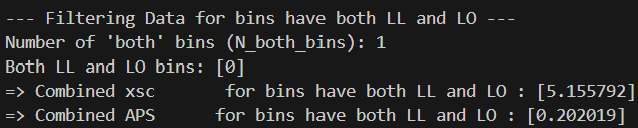 --- Filtering Data for bins have both LL and LO ---
Number of 'both' bins (N_both_bins): 1
Both LL and LO bins: [0]
=> Combined xsc       for bins have both LL and LO : [5.155792]
=> Combined APS      for bins have both LL and LO : [0.202019]